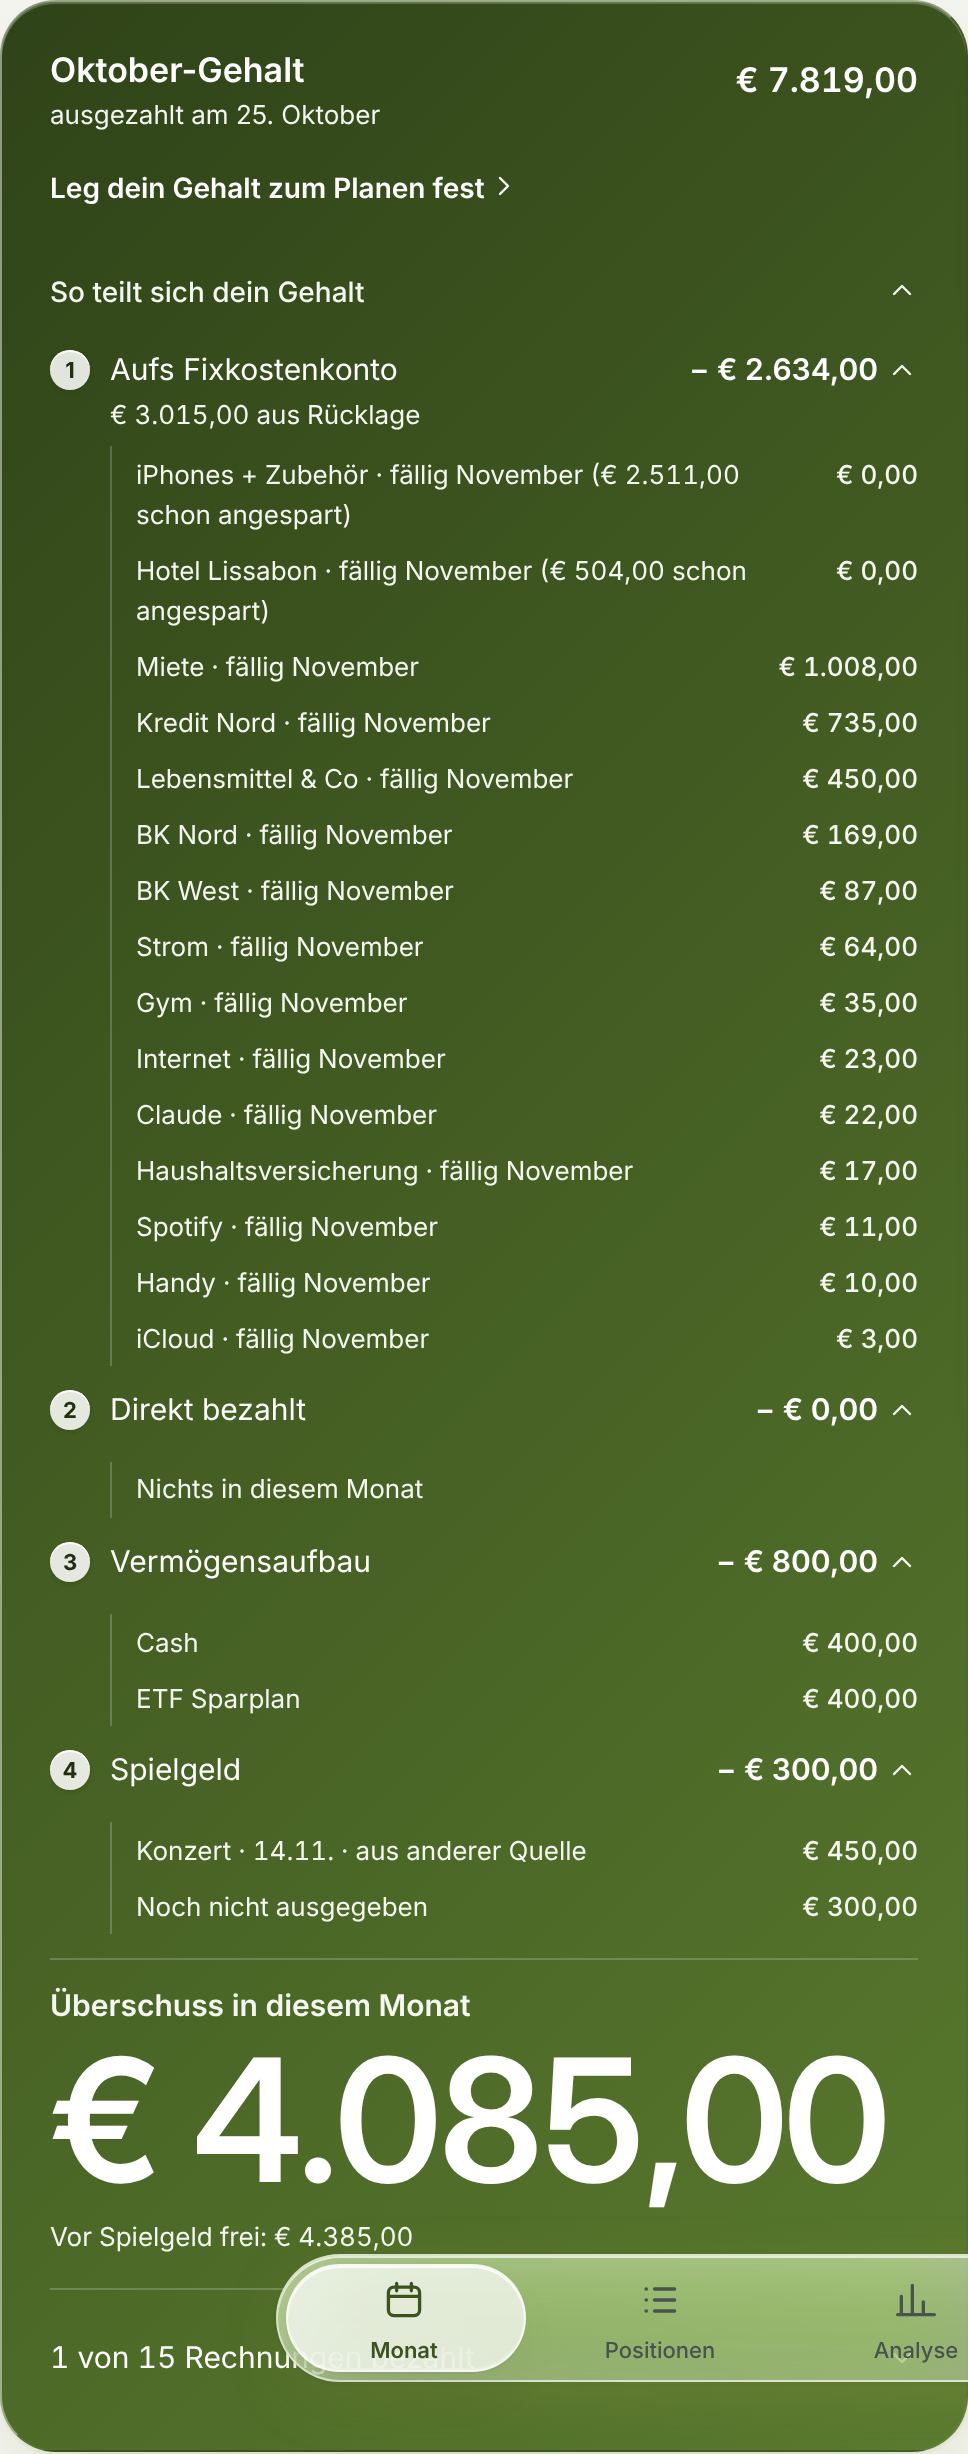 Oktober-Gehalt
€ 7.819,00
ausgezahlt am 25. Oktober
Leg dein Gehalt zum Planen fest
So teilt sich dein Gehalt
1 Aufs Fixkostenkonto – € 2.634,00
€ 3.015,00 aus Rücklage
iPhones + Zubehör · fällig November (€ 2.511,00 € 0,00
schon angespart)
Hotel Lissabon · fällig November (€ 504,00 schon € 0,00
angespart)
Miete · fällig November € 1.008,00
Kredit Nord · fällig November € 735,00
Lebensmittel & Co · fällig November € 450,00
BK Nord · fällig November € 169,00
BK West · fällig November € 87,00
Strom · fällig November € 64,00
Gym · fällig November € 35,00
Internet · fällig November € 23,00
Claude · fällig November € 22,00
Haushaltsversicherung · fällig November € 17,00
Spotify · fällig November € 11,00
Handy · fällig November € 10,00
iCloud · fällig November € 3,00
2 Direkt bezahlt – € 0,00
Nichts in diesem Monat
3 Vermögensaufbau – € 800,00
Cash € 400,00
ETF Sparplan € 400,00
4 Spielgeld – € 300,00
Konzert · 14.11. · aus anderer Quelle € 450,00
Noch nicht ausgegeben € 300,00
Überschuss in diesem Monat
€ 4.085,00
Vor Spielgeld frei: € 4.385,00
1 von 15 Rechnungen bezahlt
Monat Positionen Analyse